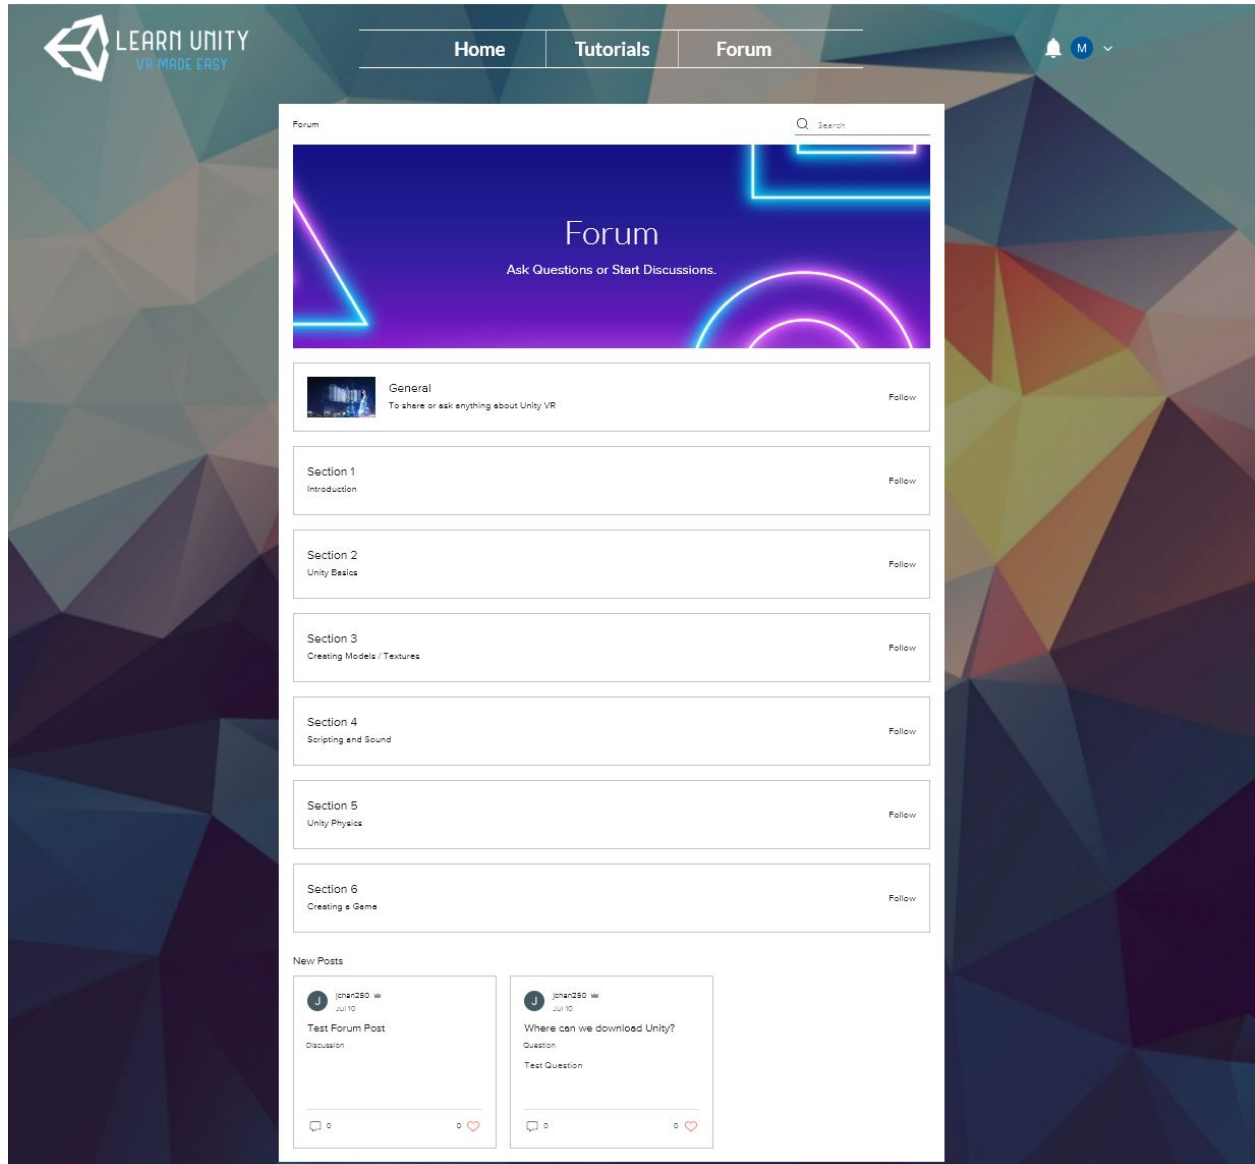 LEARN UNITY
VR MADE EASY
Home Tutorials Forum
M
Forum
Search
Forum
Ask Questions or Start Discussions.
General
To share or ask anything about Unity VR
Follow
Section 1
Introduction
Follow
Section 2
Unity Basics
Follow
Section 3
Creating Models / Textures
Follow
Section 4
Scripting and Sound
Follow
Section 5
Unity Physics
Follow
Section 6
Creating a Game
Follow
New Posts
J
jchan250
Jul 10
Test Forum Post
Discussion
0
0
J
jchan250
Jul 10
Where can we download Unity?
Question
Test Question
0
0